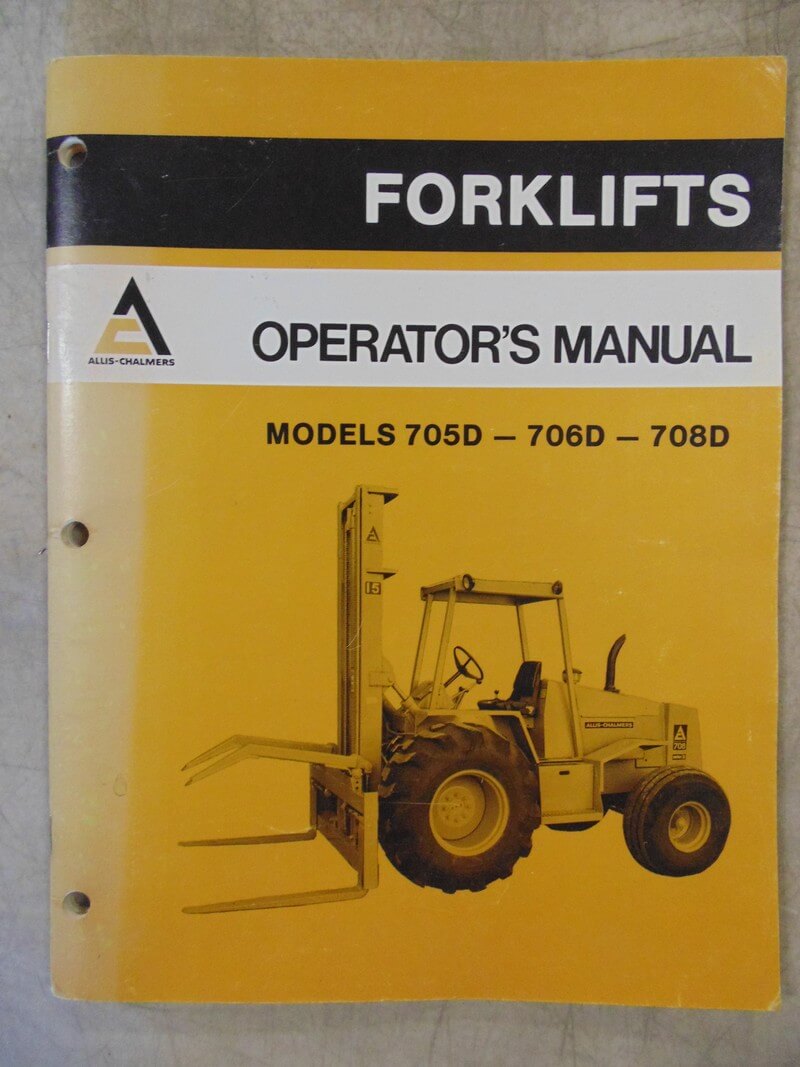 FORKLIFTS
ALLIS-CHALMERS
OPERATOR'S MANUAL
MODELS 705D — 706D — 708D
15
ALLIS-CHALMERS
708